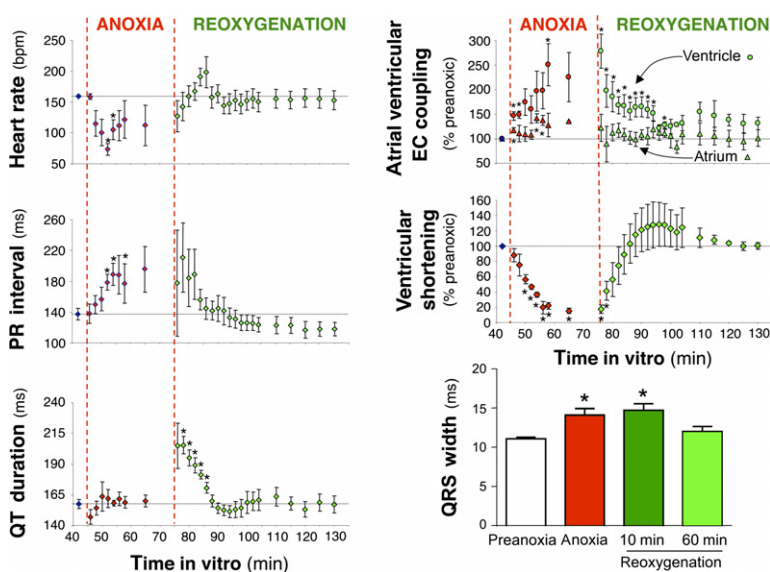 ANOXIA REOXYGENATION
Heart rate (bpm)
250
200
150
100
50
PR interval (ms)
260
220
180
140
100
QT duration (ms)
240
215
190
165
140
40 50 60 70 80 90 100 110 120 130
Time in vitro (min)
ANOXIA REOXYGENATION
Atrial ventricular
EC coupling
(% preanoxic)
300
250
200
150
100
50
Ventricle
Atrium
Ventricular
shortening
(% preanoxic)
160
140
120
100
80
60
40
20
0
40 50 60 70 80 90 100 110 120 130
Time in vitro (min)
QRS width (ms)
20
15
10
5
0
* *
Preanoxia Anoxia 10 min 60 min
Reoxygenation